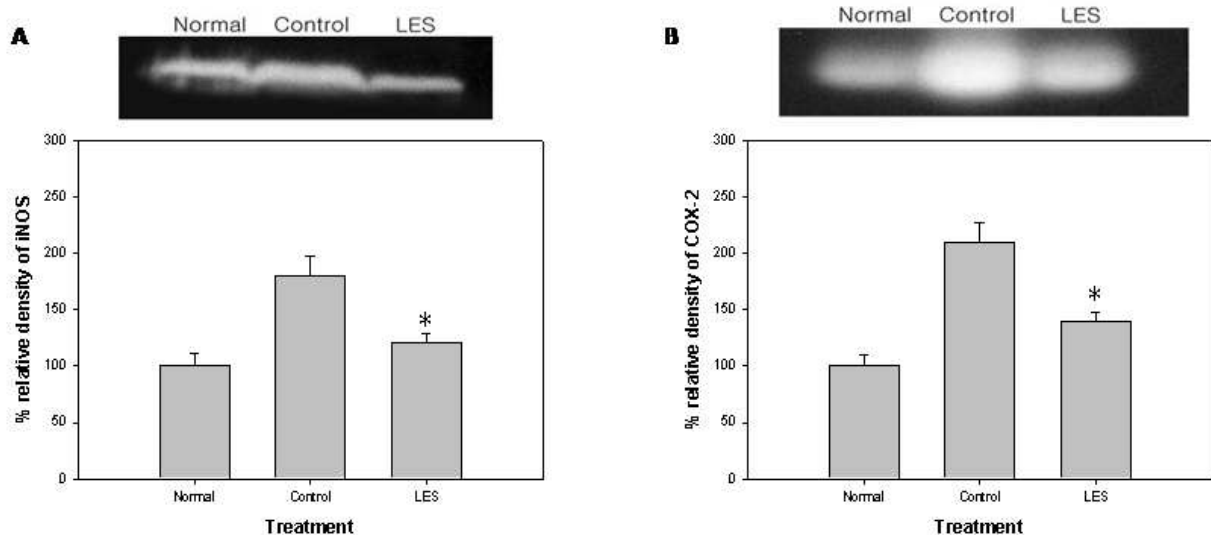 A
Normal Control LES
300
250
200
150
100
50
0
% relative density of iNOS
*
Normal Control LES
Treatment
B
Normal Control LES
300
250
200
150
100
50
0
% relative density of COX-2
*
Normal Control LES
Treatment